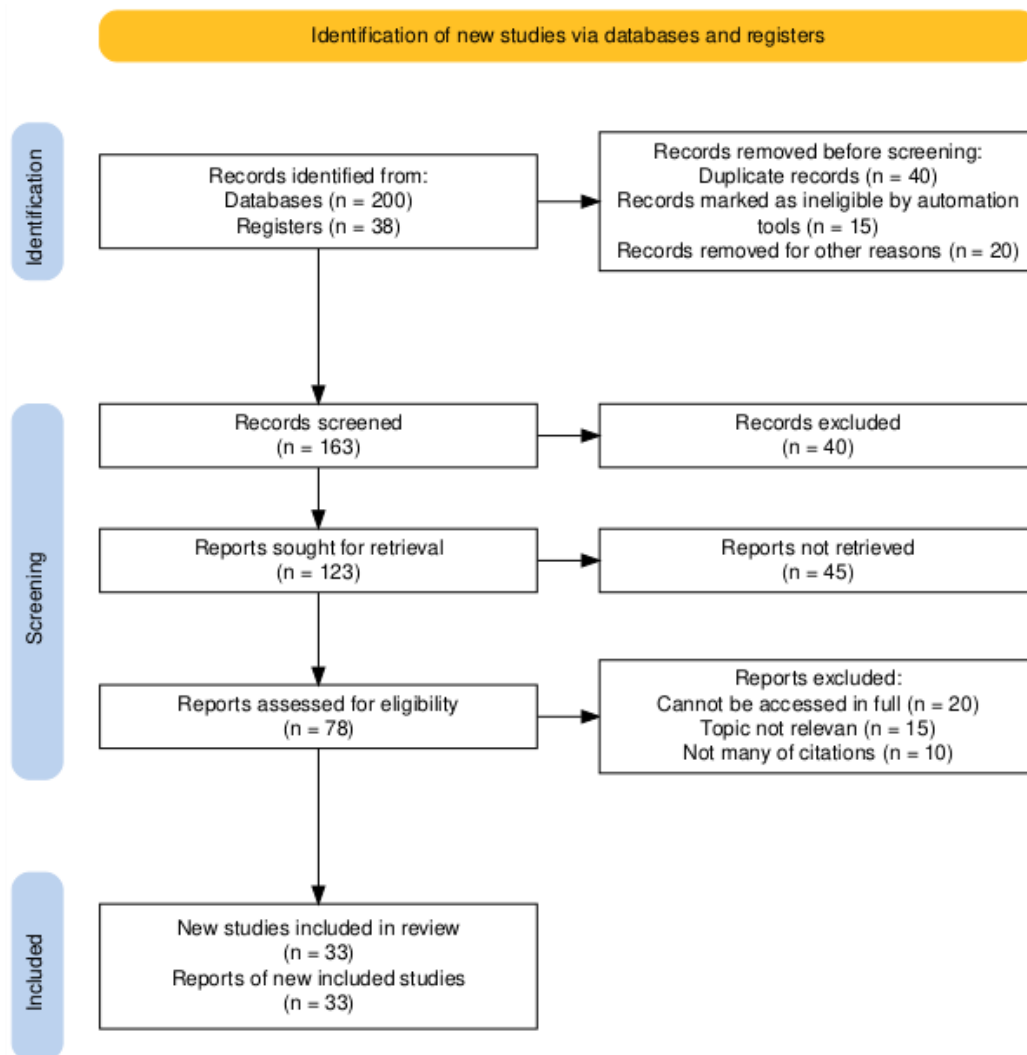 Identification of new studies via databases and registers
Identification
Records identified from:
Databases (n = 200)
Registers (n = 38)
Records removed before screening:
Duplicate records (n = 40)
Records marked as ineligible by automation
tools (n = 15)
Records removed for other reasons (n = 20)
Screening
Records screened
(n = 163)
Records excluded
(n = 40)
Reports sought for retrieval
(n = 123)
Reports not retrieved
(n = 45)
Reports assessed for eligibility
(n = 78)
Reports excluded:
Cannot be accessed in full (n = 20)
Topic not relevan (n = 15)
Not many of citations (n = 10)
Included
New studies included in review
(n = 33)
Reports of new included studies
(n = 33)